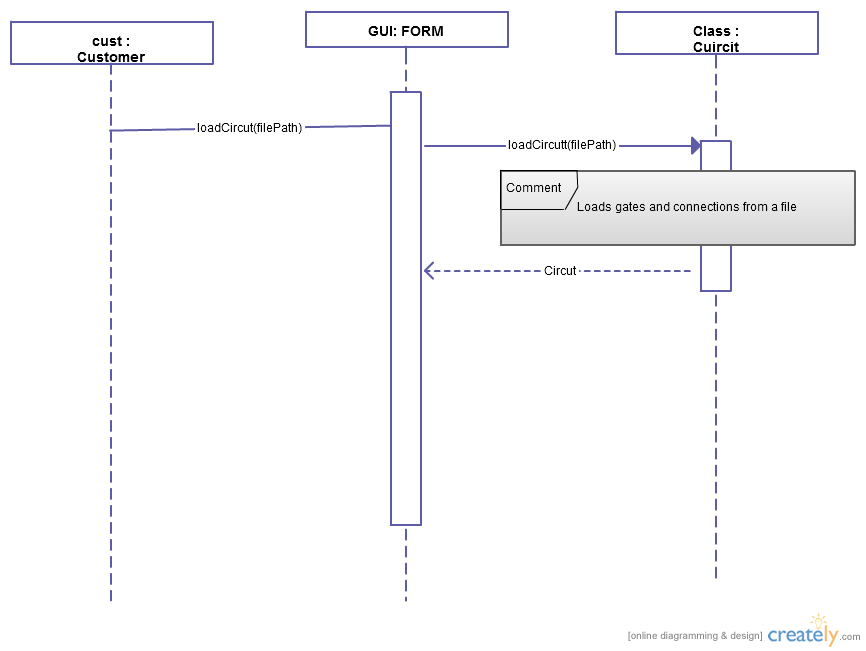 cust :
Customer
GUI: FORM
Class :
Cuircit
loadCircut(filePath)
loadCircutt(filePath)
Comment
Loads gates and connections from a file
Circut
[online diagramming & design] creately.com